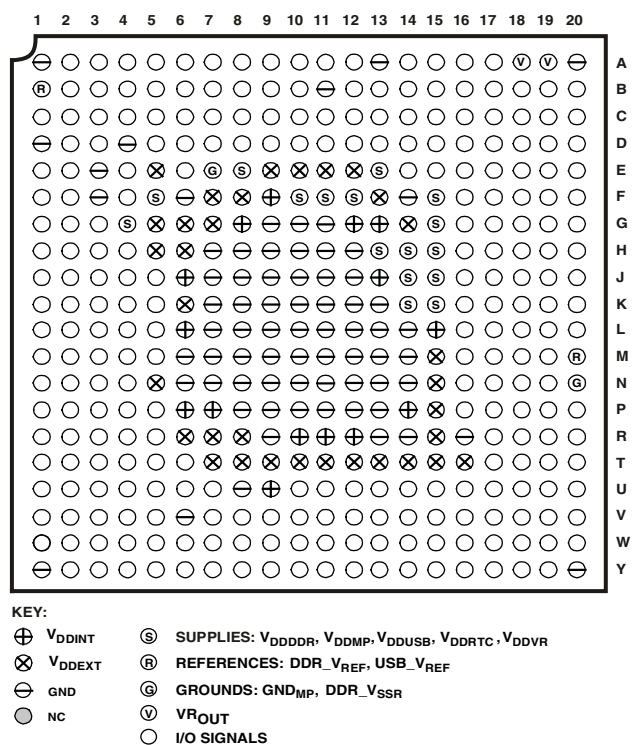 1 2 3 4 5 6 7 8 9 10 11 12 13 14 15 16 17 18 19 20
V V A
R B
C
D
G S S E
S S S S S F
S S G
S S S H
S S J
S S K
L
R M
G N
P
R
T
U
V
W
Y
KEY:
VDDINT S SUPPLIES: VDDDDR, VDDMP, VDDUSB, VDDRTC, VDDVR
VDDEXT R REFERENCES: DDR_VREF, USB_VREF
GND G GROUNDS: GNDMP, DDR_VSSR
NC V VROUT
I/O SIGNALS